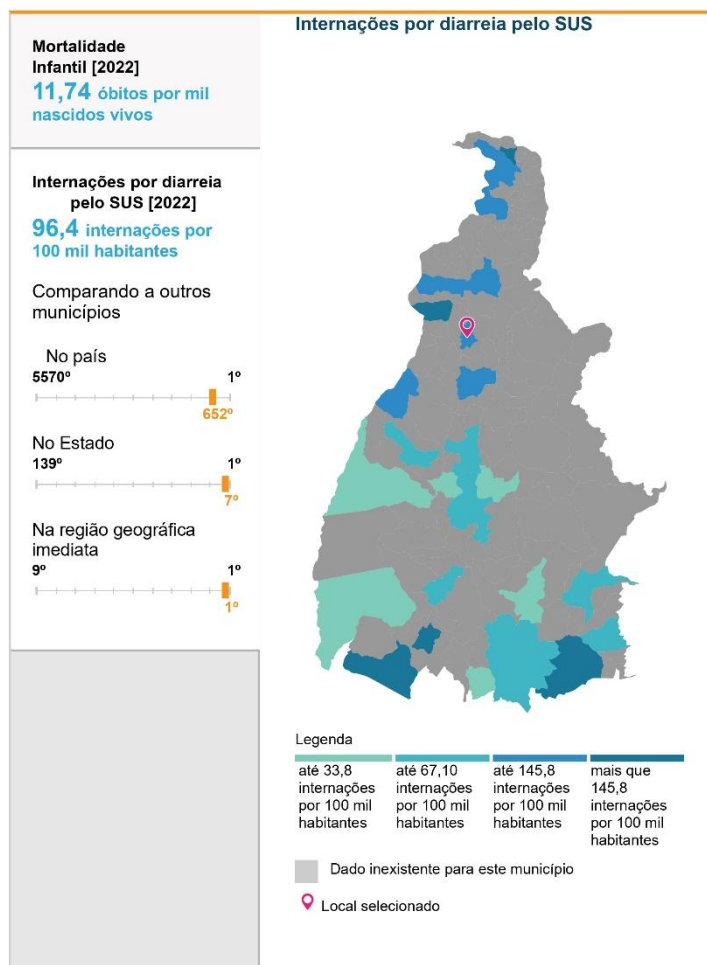 Mortalidade
Infantil [2022]
11,74 óbitos por mil
nascidos vivos
Internações por diarreia
pelo SUS [2022]
96,4 internações por
100 mil habitantes
Comparando a outros
municípios
No país
5570º 1º
652º
No Estado
139º 1º
7º
Na região geográfica
imediata
9º 1º
1º
Internações por diarreia pelo SUS
Legenda
até 33,8
internações
por 100 mil
habitantes
até 67,10
internações
por 100 mil
habitantes
até 145,8
internações
por 100 mil
habitantes
mais que
145,8
internações
por 100 mil
habitantes
Dado inexistente para este município
Local selecionado